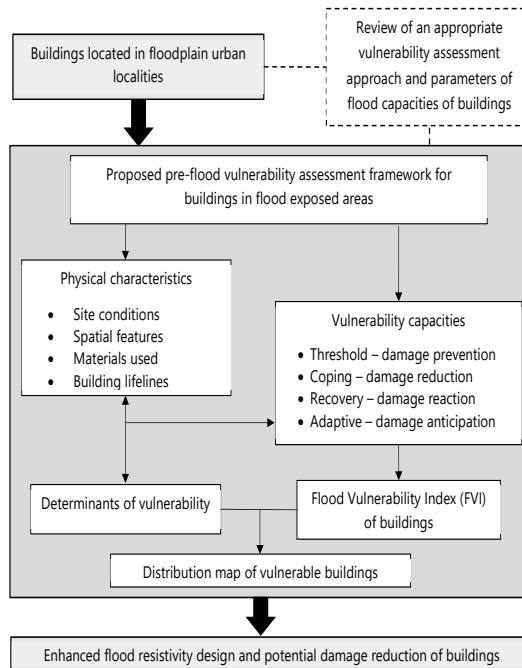 Buildings located in floodplain urban
localities
Review of an appropriate
vulnerability assessment
approach and parameters of
flood capacities of buildings
Proposed pre-flood vulnerability assessment framework for
buildings in flood exposed areas
Physical characteristics
• Site conditions
• Spatial features
• Materials used
• Building lifelines
Vulnerability capacities
• Threshold – damage prevention
• Coping – damage reduction
• Recovery – damage reaction
• Adaptive – damage anticipation
Determinants of vulnerability
Flood Vulnerability Index (FVI)
of buildings
Distribution map of vulnerable buildings
Enhanced flood resistivity design and potential damage reduction of buildings